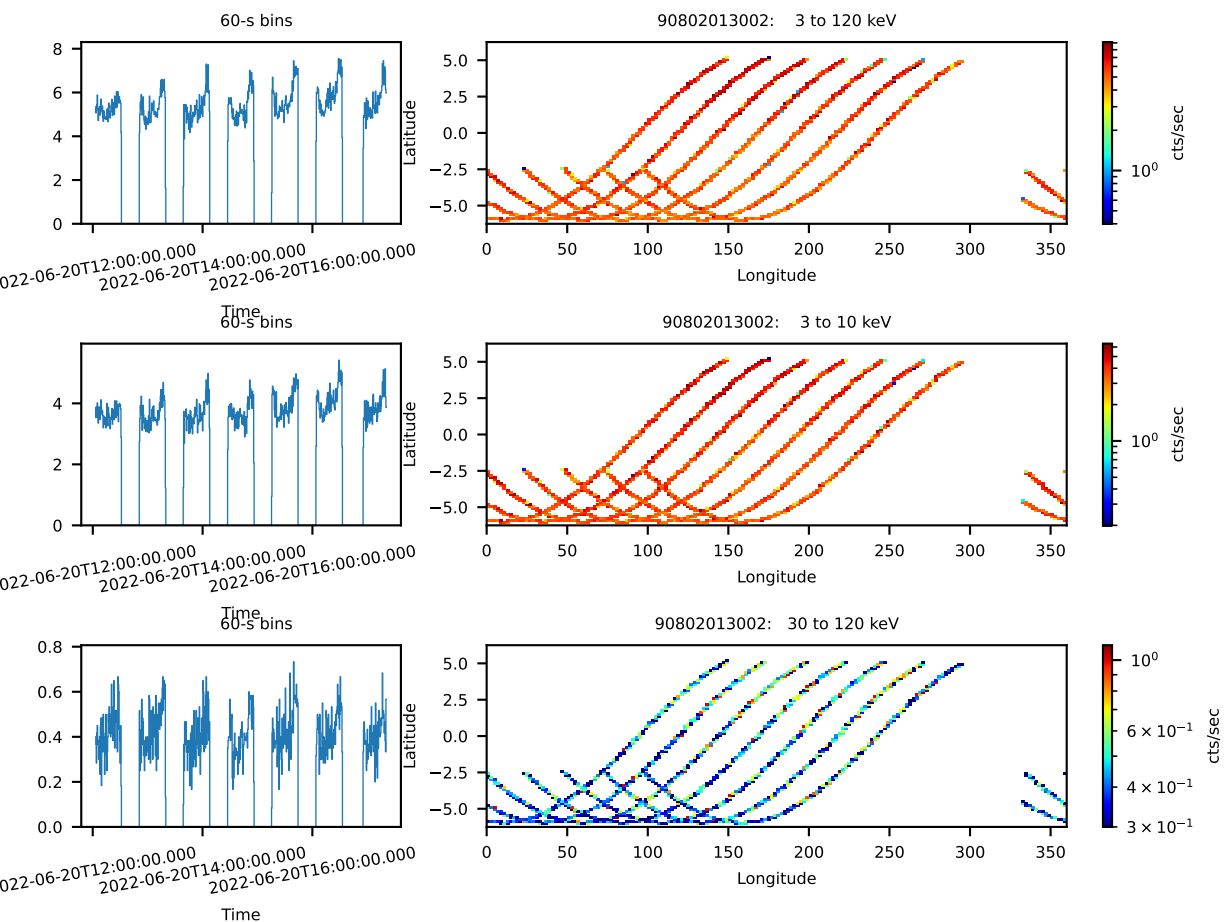 60-s bins
90802013002: 3 to 120 keV
8
6
4
2
0
Latitude
5.0
2.5
0.0
−2.5
−5.0
0 50 100 150 200 250 300 350
Longitude
10^0
cts/sec
022-06-20T12:00:00.000
2022-06-20T14:00:00.000
2022-06-20T16:00:00.000
Time
60-s bins
90802013002: 3 to 10 keV
4
2
0
Latitude
5.0
2.5
0.0
−2.5
−5.0
0 50 100 150 200 250 300 350
Longitude
10^0
cts/sec
022-06-20T12:00:00.000
2022-06-20T14:00:00.000
2022-06-20T16:00:00.000
Time
60-s bins
90802013002: 30 to 120 keV
0.8
0.6
0.4
0.2
0.0
Latitude
5.0
2.5
0.0
−2.5
−5.0
0 50 100 150 200 250 300 350
Longitude
10^0
6 × 10^−1
4 × 10^−1
3 × 10^−1
cts/sec
022-06-20T12:00:00.000
2022-06-20T14:00:00.000
2022-06-20T16:00:00.000
Time